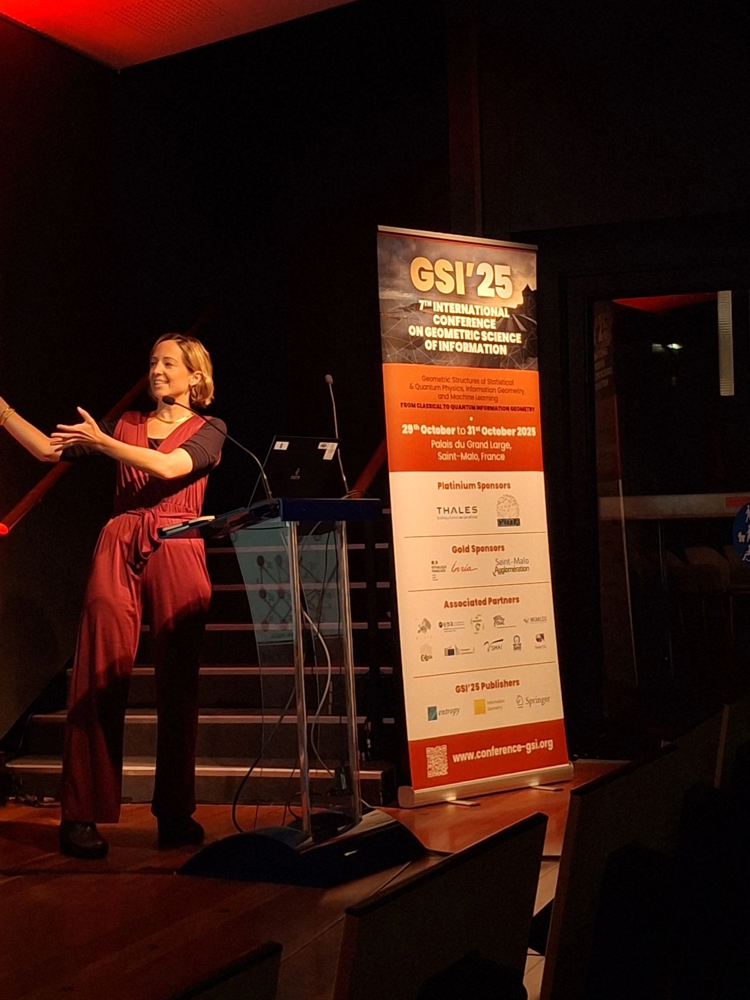 GSI'25
7TH INTERNATIONAL
CONFERENCE
ON GEOMETRIC SCIENCE
OF INFORMATION
Geometric Structures of Statistical
& Quantum Physics, Information Geometry,
and Machine Learning
FROM CLASSICAL TO QUANTUM INFORMATION GEOMETRY
29th October to 31st October 2025
Palais du Grand Large,
Saint-Malo, France
Platinium Sponsors
THALES
Building a future we can all trust
Gold Sponsors
RÉPUBLIQUE
FRANÇAISE
Inria
Saint-Malo
Agglomération
Associated Partners
SMAI
see
GSI'25 Publishers
entropy
Information
Geometry
Springer
www.conference-gsi.org